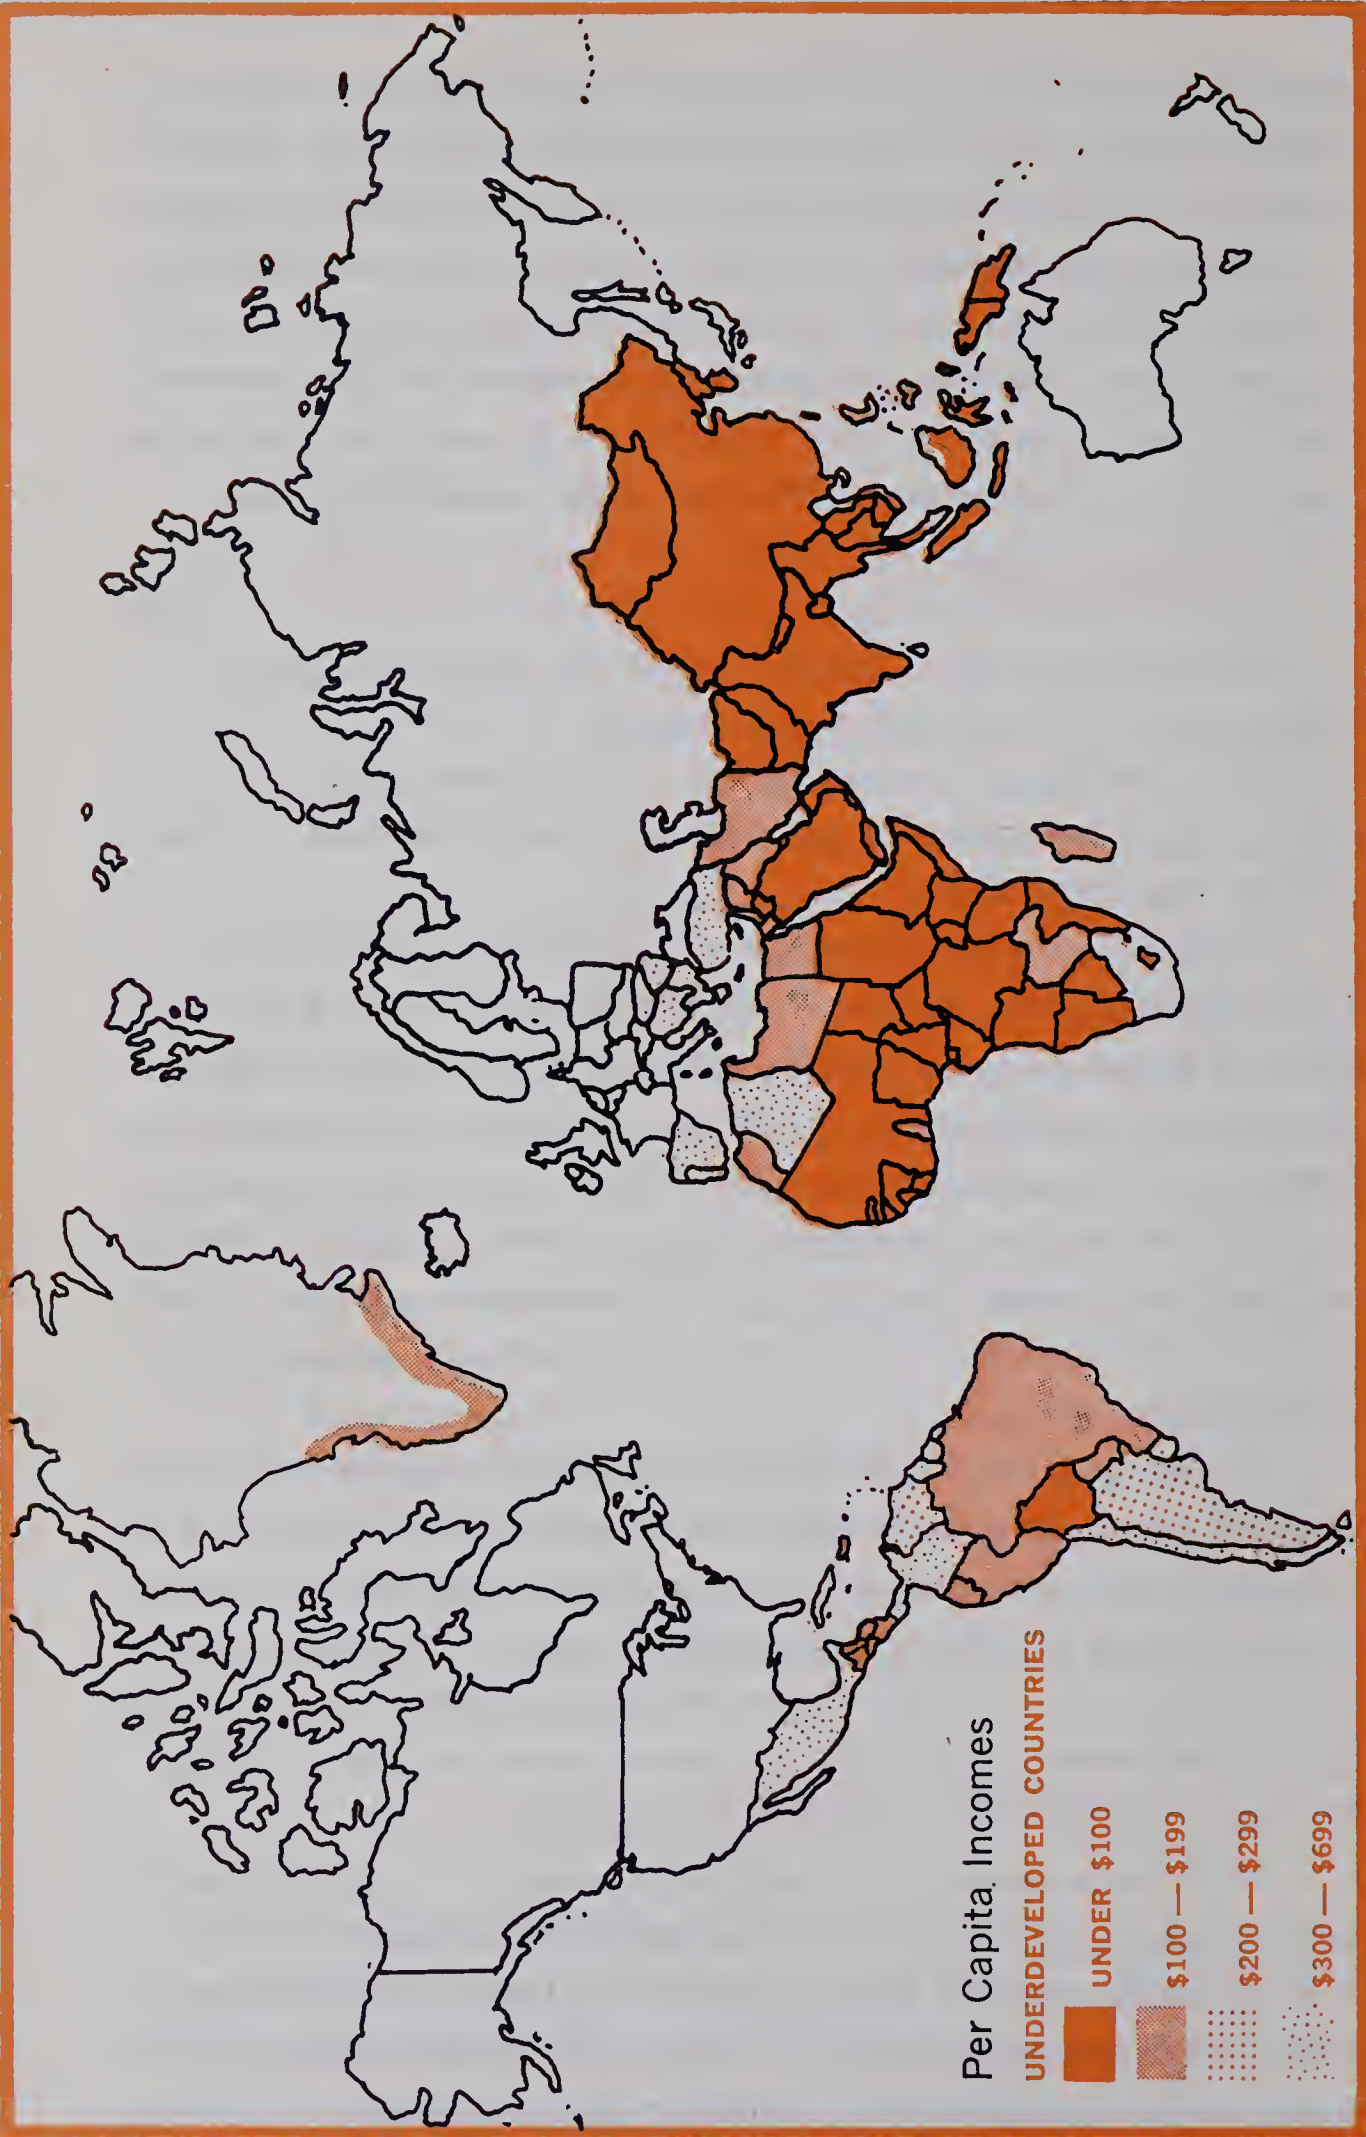 Per Capita Incomes
UNDERDEVELOPED COUNTRIES
UNDER $100
$100 — $199
$200 — $299
$300 — $699